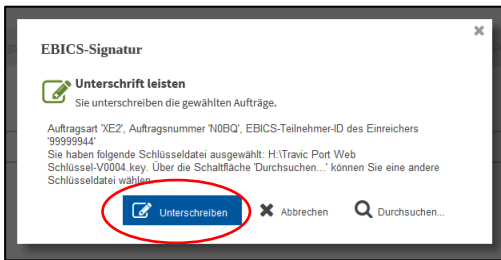 EBICS-Signatur
Unterschrift leisten
Sie unterschreiben die gewählten Aufträge.
Auftragsart 'XE2', Auftragsnummer 'N0BQ', EBICS-Teilnehmer-ID des Einreichers
'99999944'
Sie haben folgende Schlüsseldatei ausgewählt: H:\Travic Port Web
Schlüssel-V0004.key. Über die Schaltfläche 'Durchsuchen...' können Sie eine andere
Schlüsseldatei wählen.
Unterschreiben Abbrechen Durchsuchen...